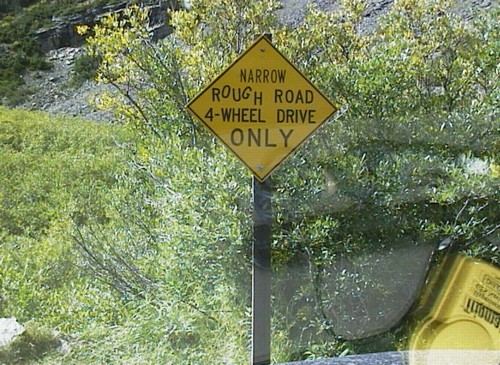 NARROW
ROUGH ROAD
4-WHEEL DRIVE
ONLY